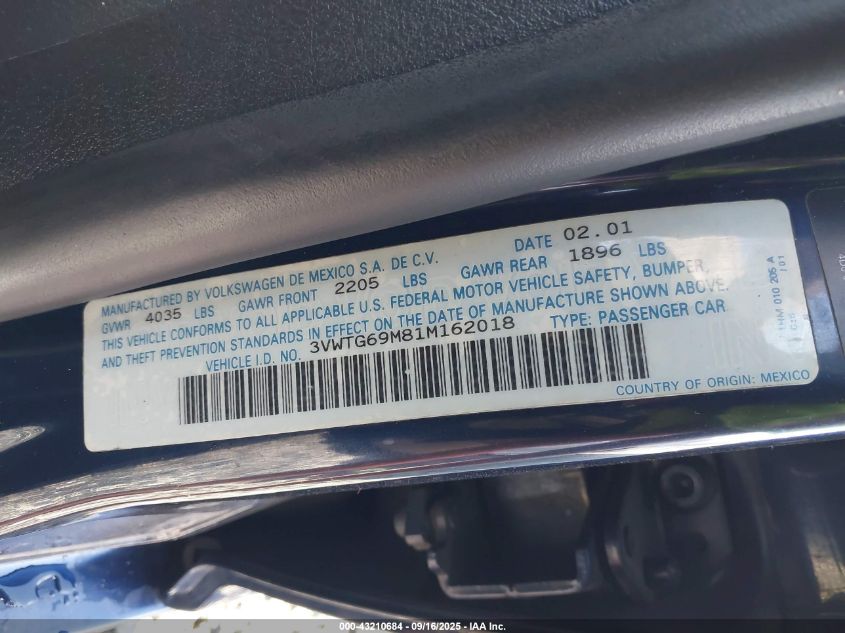 MANUFACTURED BY VOLKSWAGEN DE MEXICO S.A. DE C.V. DATE 02.01
GVWR 4035 LBS GAWR FRONT 2205 LBS GAWR REAR 1896 LBS
THIS VEHICLE CONFORMS TO ALL APPLICABLE U.S. FEDERAL MOTOR VEHICLE SAFETY, BUMPER,
AND THEFT PREVENTION STANDARDS IN EFFECT ON THE DATE OF MANUFACTURE SHOWN ABOVE.
VEHICLE I.D. NO. 3VWTG69M81M162018 TYPE: PASSENGER CAR
COUNTRY OF ORIGIN: MEXICO
1HM 010 205 A
000-43210684 - 09/16/2025 - IAA Inc.